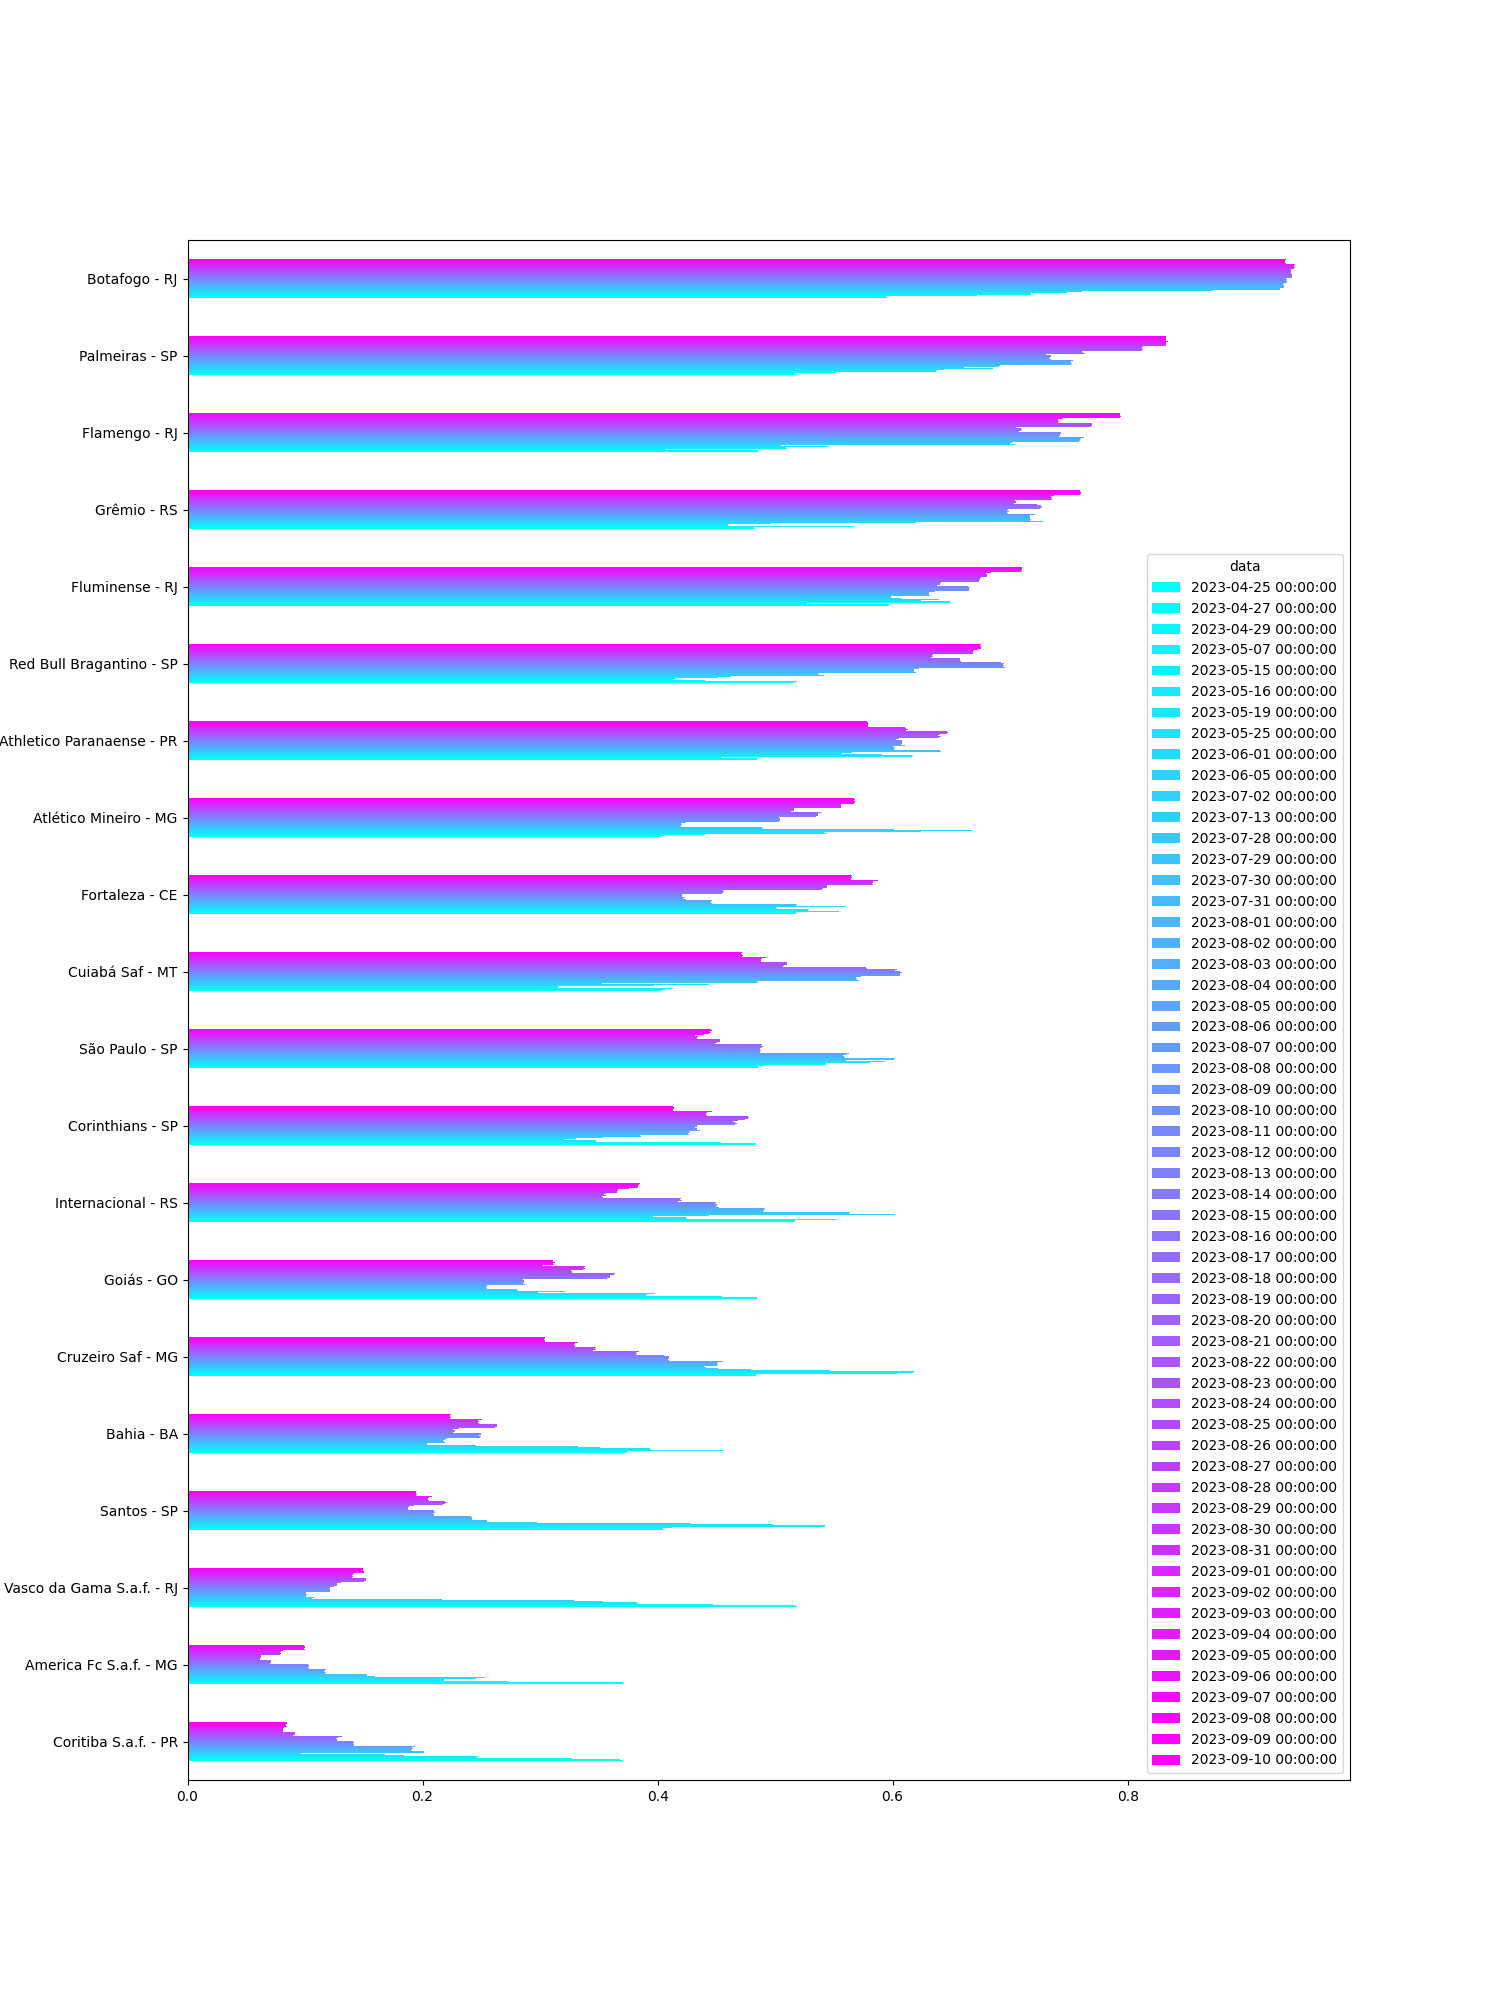 Botafogo - RJ
Palmeiras - SP
Flamengo - RJ
Grêmio - RS
Fluminense - RJ
Red Bull Bragantino - SP
Athletico Paranaense - PR
Atlético Mineiro - MG
Fortaleza - CE
Cuiabá Saf - MT
São Paulo - SP
Corinthians - SP
Internacional - RS
Goiás - GO
Cruzeiro Saf - MG
Bahia - BA
Santos - SP
Vasco da Gama S.a.f. - RJ
America Fc S.a.f. - MG
Coritiba S.a.f. - PR
0.0
0.2
0.4
0.6
0.8
data
2023-04-25 00:00:00
2023-04-27 00:00:00
2023-04-29 00:00:00
2023-05-07 00:00:00
2023-05-15 00:00:00
2023-05-16 00:00:00
2023-05-19 00:00:00
2023-05-25 00:00:00
2023-06-01 00:00:00
2023-06-05 00:00:00
2023-07-02 00:00:00
2023-07-13 00:00:00
2023-07-28 00:00:00
2023-07-29 00:00:00
2023-07-30 00:00:00
2023-07-31 00:00:00
2023-08-01 00:00:00
2023-08-02 00:00:00
2023-08-03 00:00:00
2023-08-04 00:00:00
2023-08-05 00:00:00
2023-08-06 00:00:00
2023-08-07 00:00:00
2023-08-08 00:00:00
2023-08-09 00:00:00
2023-08-10 00:00:00
2023-08-11 00:00:00
2023-08-12 00:00:00
2023-08-13 00:00:00
2023-08-14 00:00:00
2023-08-15 00:00:00
2023-08-16 00:00:00
2023-08-17 00:00:00
2023-08-18 00:00:00
2023-08-19 00:00:00
2023-08-20 00:00:00
2023-08-21 00:00:00
2023-08-22 00:00:00
2023-08-23 00:00:00
2023-08-24 00:00:00
2023-08-25 00:00:00
2023-08-26 00:00:00
2023-08-27 00:00:00
2023-08-28 00:00:00
2023-08-29 00:00:00
2023-08-30 00:00:00
2023-08-31 00:00:00
2023-09-01 00:00:00
2023-09-02 00:00:00
2023-09-03 00:00:00
2023-09-04 00:00:00
2023-09-05 00:00:00
2023-09-06 00:00:00
2023-09-07 00:00:00
2023-09-08 00:00:00
2023-09-09 00:00:00
2023-09-10 00:00:00